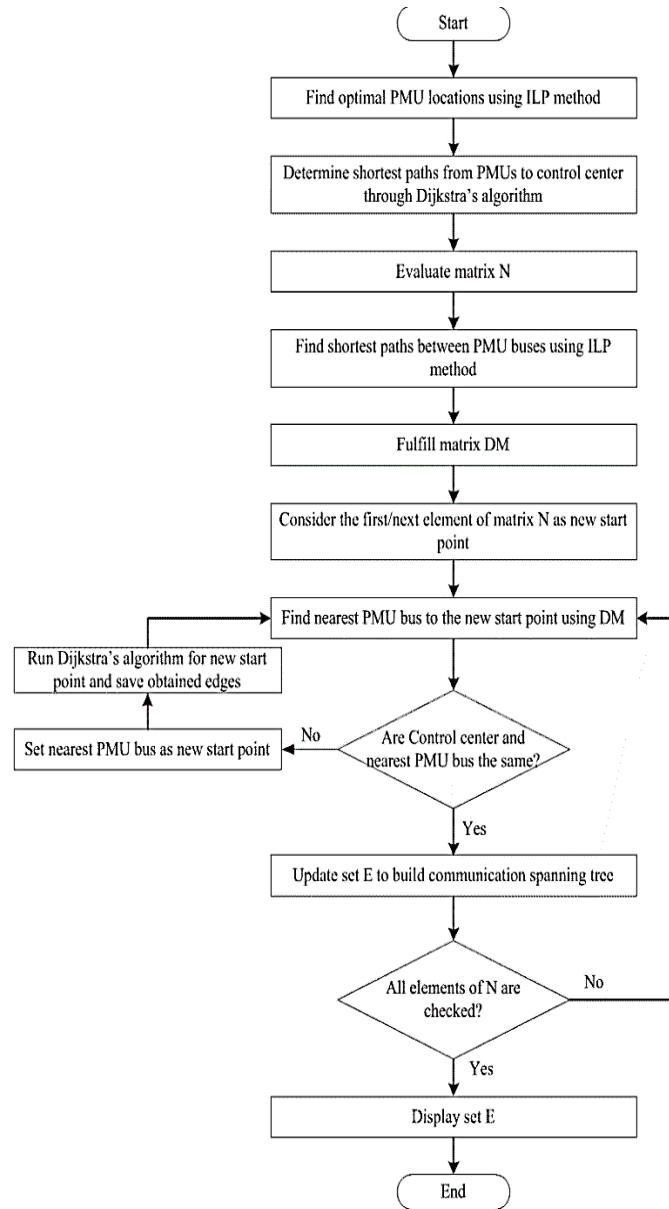 Start
Find optimal PMU locations using ILP method
Determine shortest paths from PMUs to control center
through Dijkstra's algorithm
Evaluate matrix N
Find shortest paths between PMU buses using ILP
method
Fulfill matrix DM
Consider the first/next element of matrix N as new start
point
Find nearest PMU bus to the new start point using DM
Run Dijkstra's algorithm for new start
point and save obtained edges
Set nearest PMU bus as new start point
No
Are Control center and
nearest PMU bus the same?
Yes
Update set E to build communication spanning tree
All elements of N are
checked?
No
Yes
Display set E
End